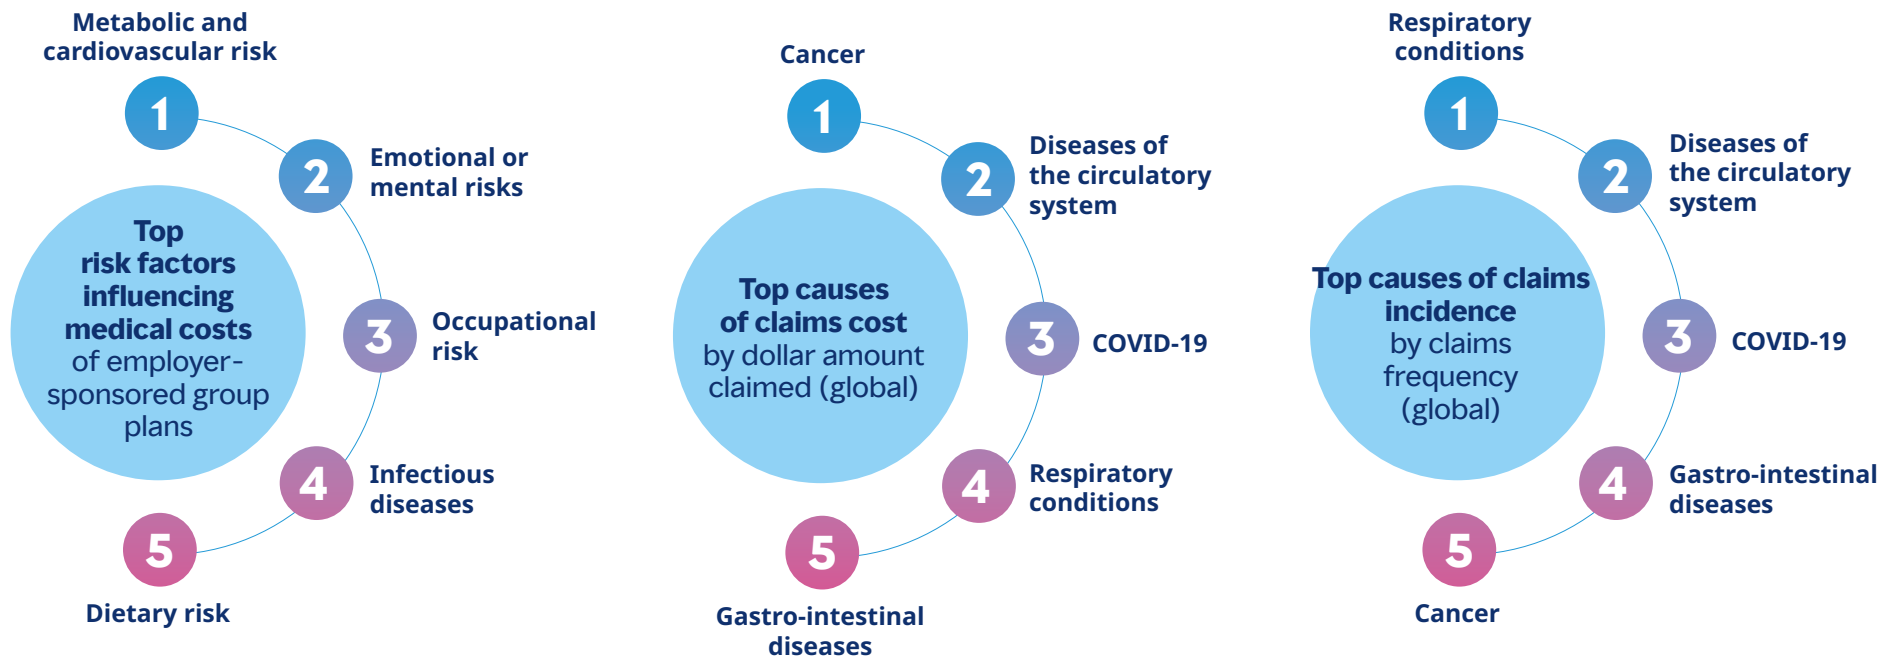 Metabolic and
cardiovascular risk
1
2
Emotional or
mental risks
Top
risk factors
influencing
medical costs
of employer-
sponsored group
plans
3
Occupational
risk
4
Infectious
diseases
5
Dietary risk
Cancer
1
2
Diseases of
the circulatory
system
Top causes
of claims cost
by dollar amount
claimed (global)
3
COVID-19
4
Respiratory
conditions
5
Gastro-intestinal
diseases
Respiratory
conditions
1
2
Diseases of
the circulatory
system
Top causes of claims
incidence
by claims
frequency
(global)
3
COVID-19
4
Gastro-intestinal
diseases
5
Cancer